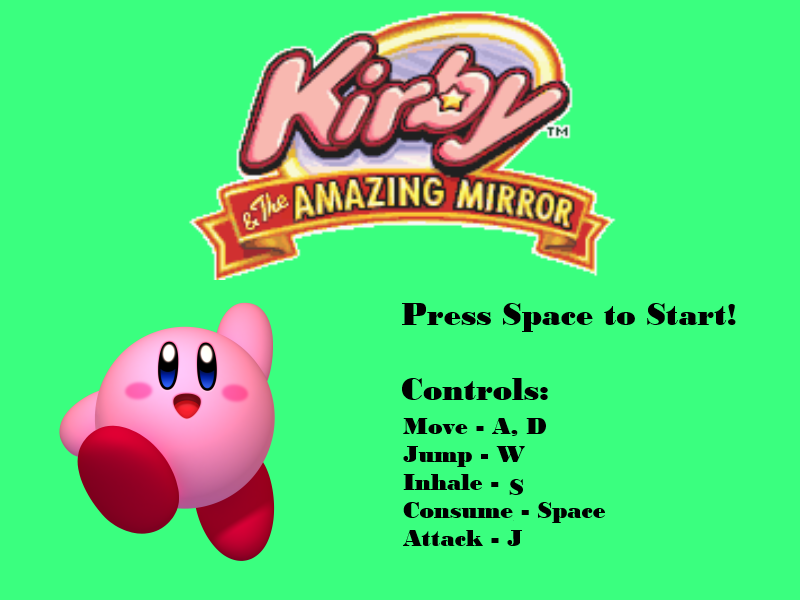 Kirby
TM
& The AMAZING MIRROR
Press Space to Start!
Controls:
Move - A, D
Jump - W
Inhale - S
Consume - Space
Attack - J